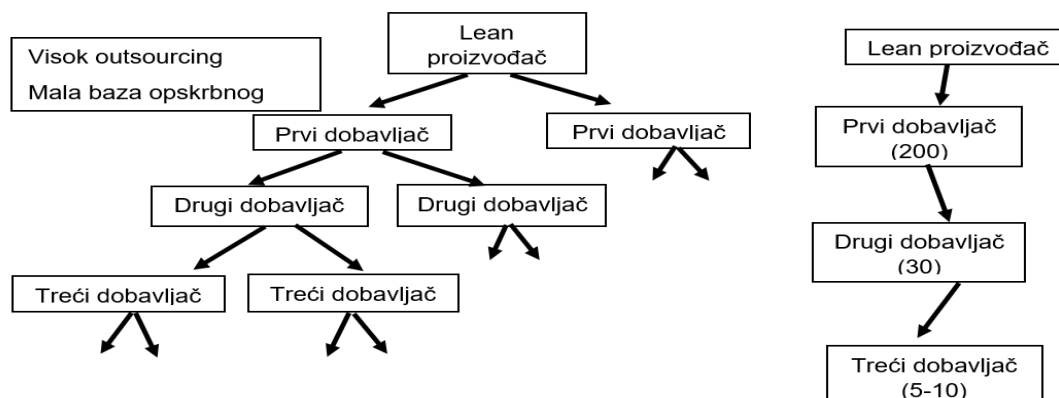 Visok outsourcing
Mala baza opskrbnog
Lean
proizvođač
Prvi dobavljač
Prvi dobavljač
Drugi dobavljač
Drugi dobavljač
Treći dobavljač
Treći dobavljač
Lean proizvođač
Prvi dobavljač
(200)
Drugi dobavljač
(30)
Treći dobavljač
(5-10)